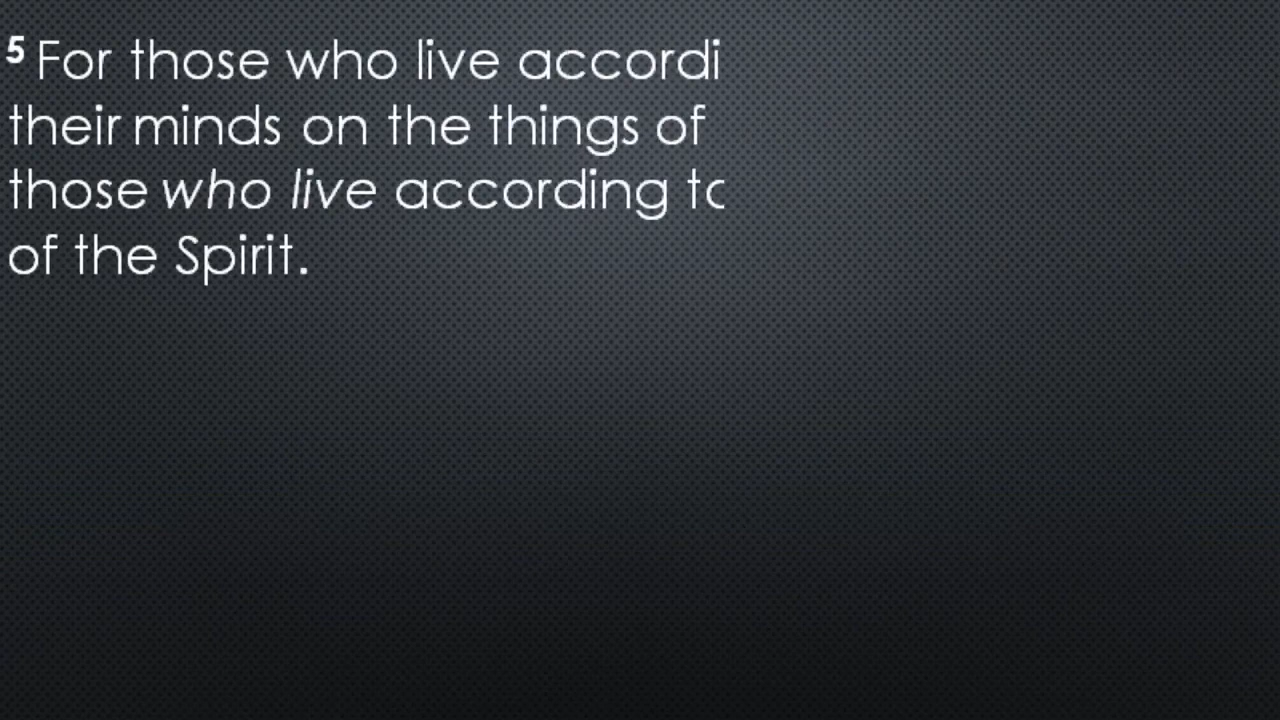 5 For those who live accordi
their minds on the things of
those who live according to
of the Spirit.